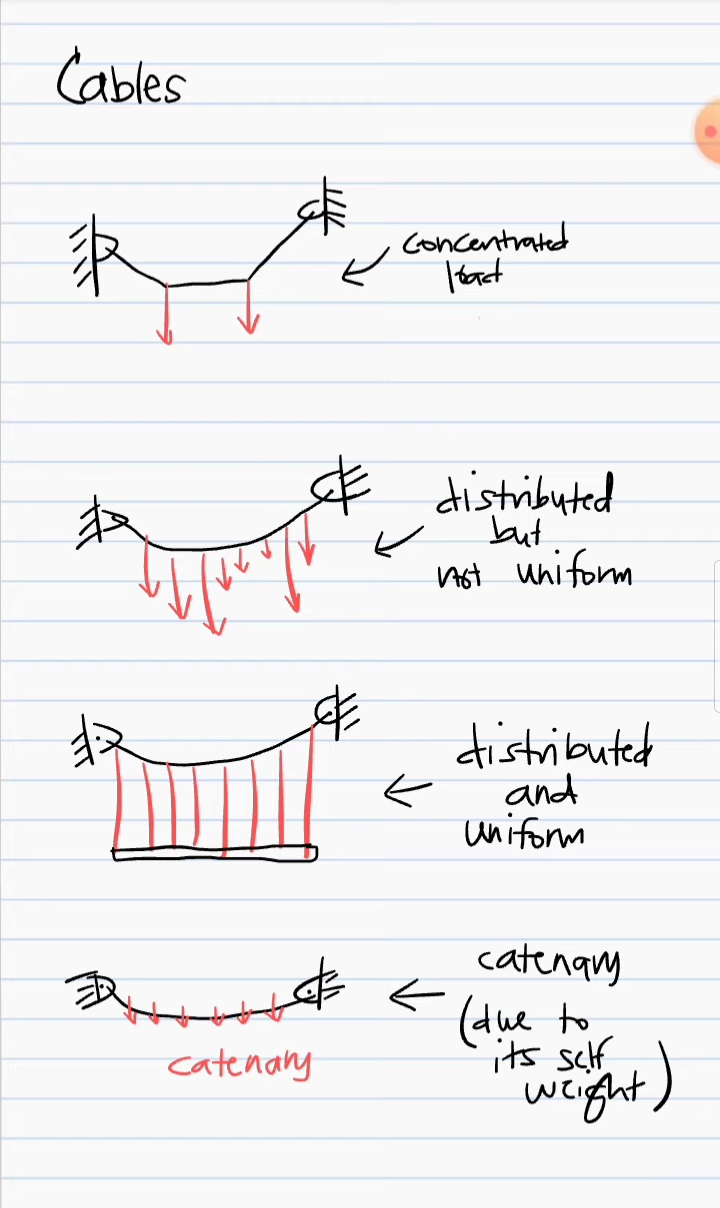 Cables
concentrated
load
distributed
but
not uniform
distributed
and
uniform
catenary
(due to
its self
weight)
catenary